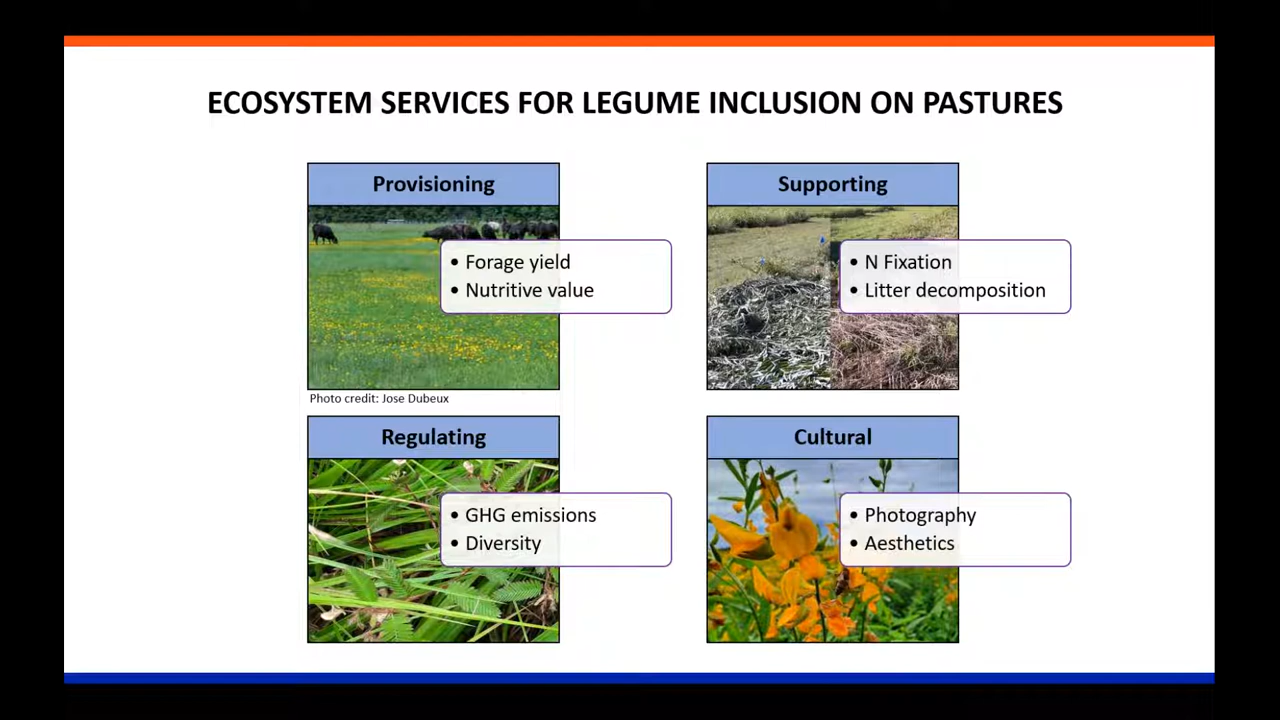 ECOSYSTEM SERVICES FOR LEGUME INCLUSION ON PASTURES
Provisioning
• Forage yield
• Nutritive value
Photo credit: Jose Dubeux
Supporting
• N Fixation
• Litter decomposition
Regulating
• GHG emissions
• Diversity
Cultural
• Photography
• Aesthetics